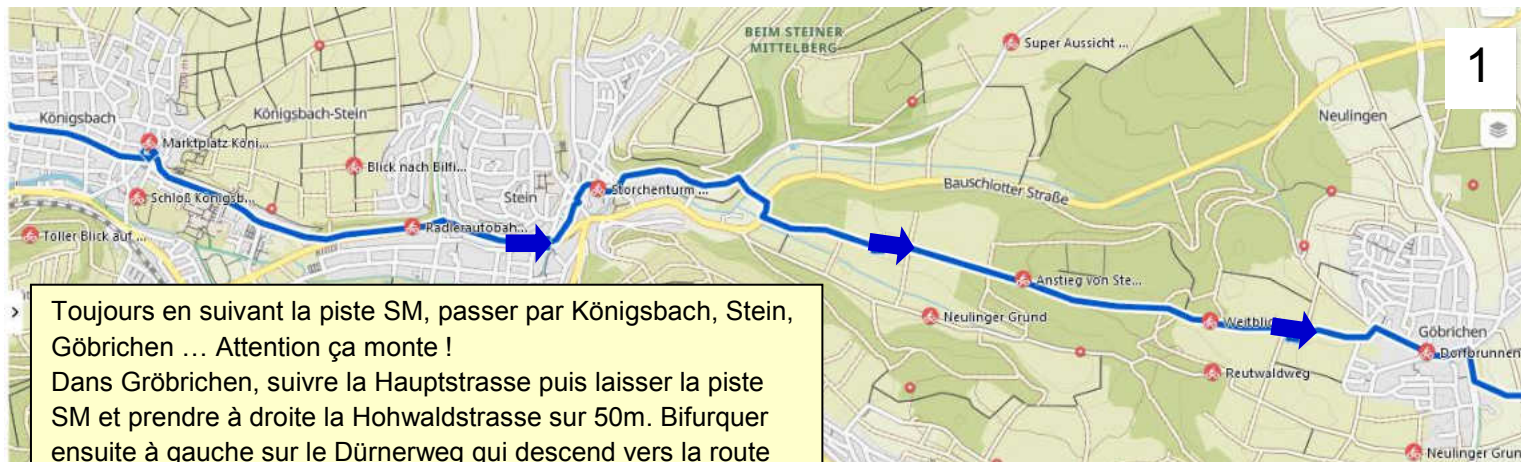 BEIM STEINER
MITTELBERG
Super Aussicht ...
1
Königsbach
Königsbach-Stein
Neulingen
Marktplatz Köni...
Blick nach Bilfi...
Schloß Königsb...
Stein
Storchenturm ...
Bauschlotter Straße
Toller Blick auf ...
Radlerautobah...
Anstieg von Ste...
Neulinger Grund
Weitbli
Göbrichen
Dorfbrunnen
Reutwaldweg
Neulinger Grun
Toujours en suivant la piste SM, passer par Königsbach, Stein,
Göbrichen … Attention ça monte !
Dans Gröbrichen, suivre la Hauptstrasse puis laisser la piste
SM et prendre à droite la Hohwaldstrasse sur 50m. Bifurquer
ensuite à gauche sur le Dürnerweg qui descend vers la route